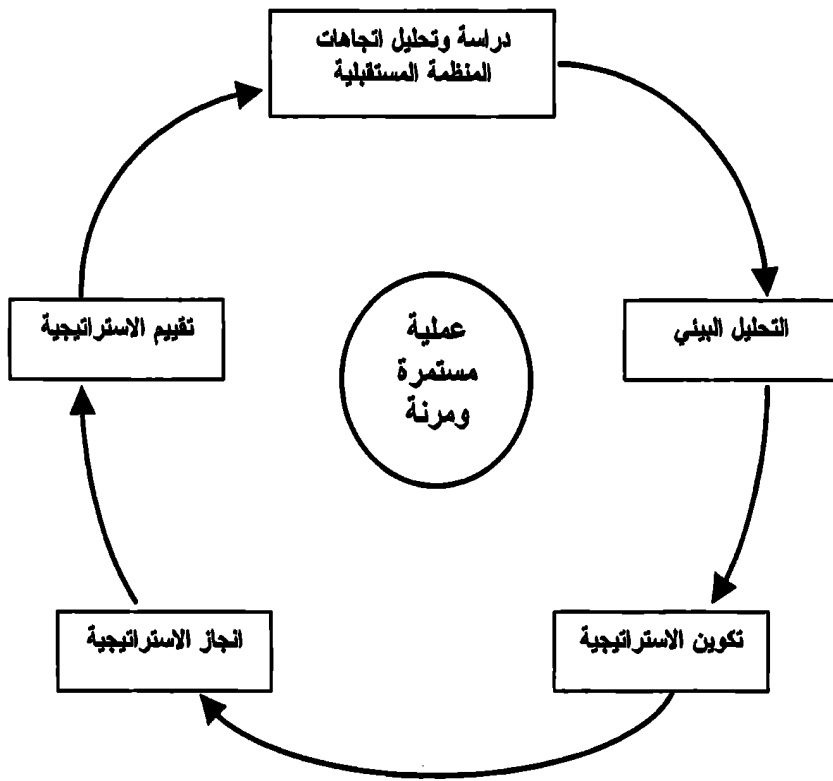 دراسة وتحليل اتجاهات
المنظمة المستقبلية
التحليل البيئي
تكوين الاستراتيجية
انجاز الاستراتيجية
تقييم الاستراتيجية
عملية
مستمرة
ومرنة